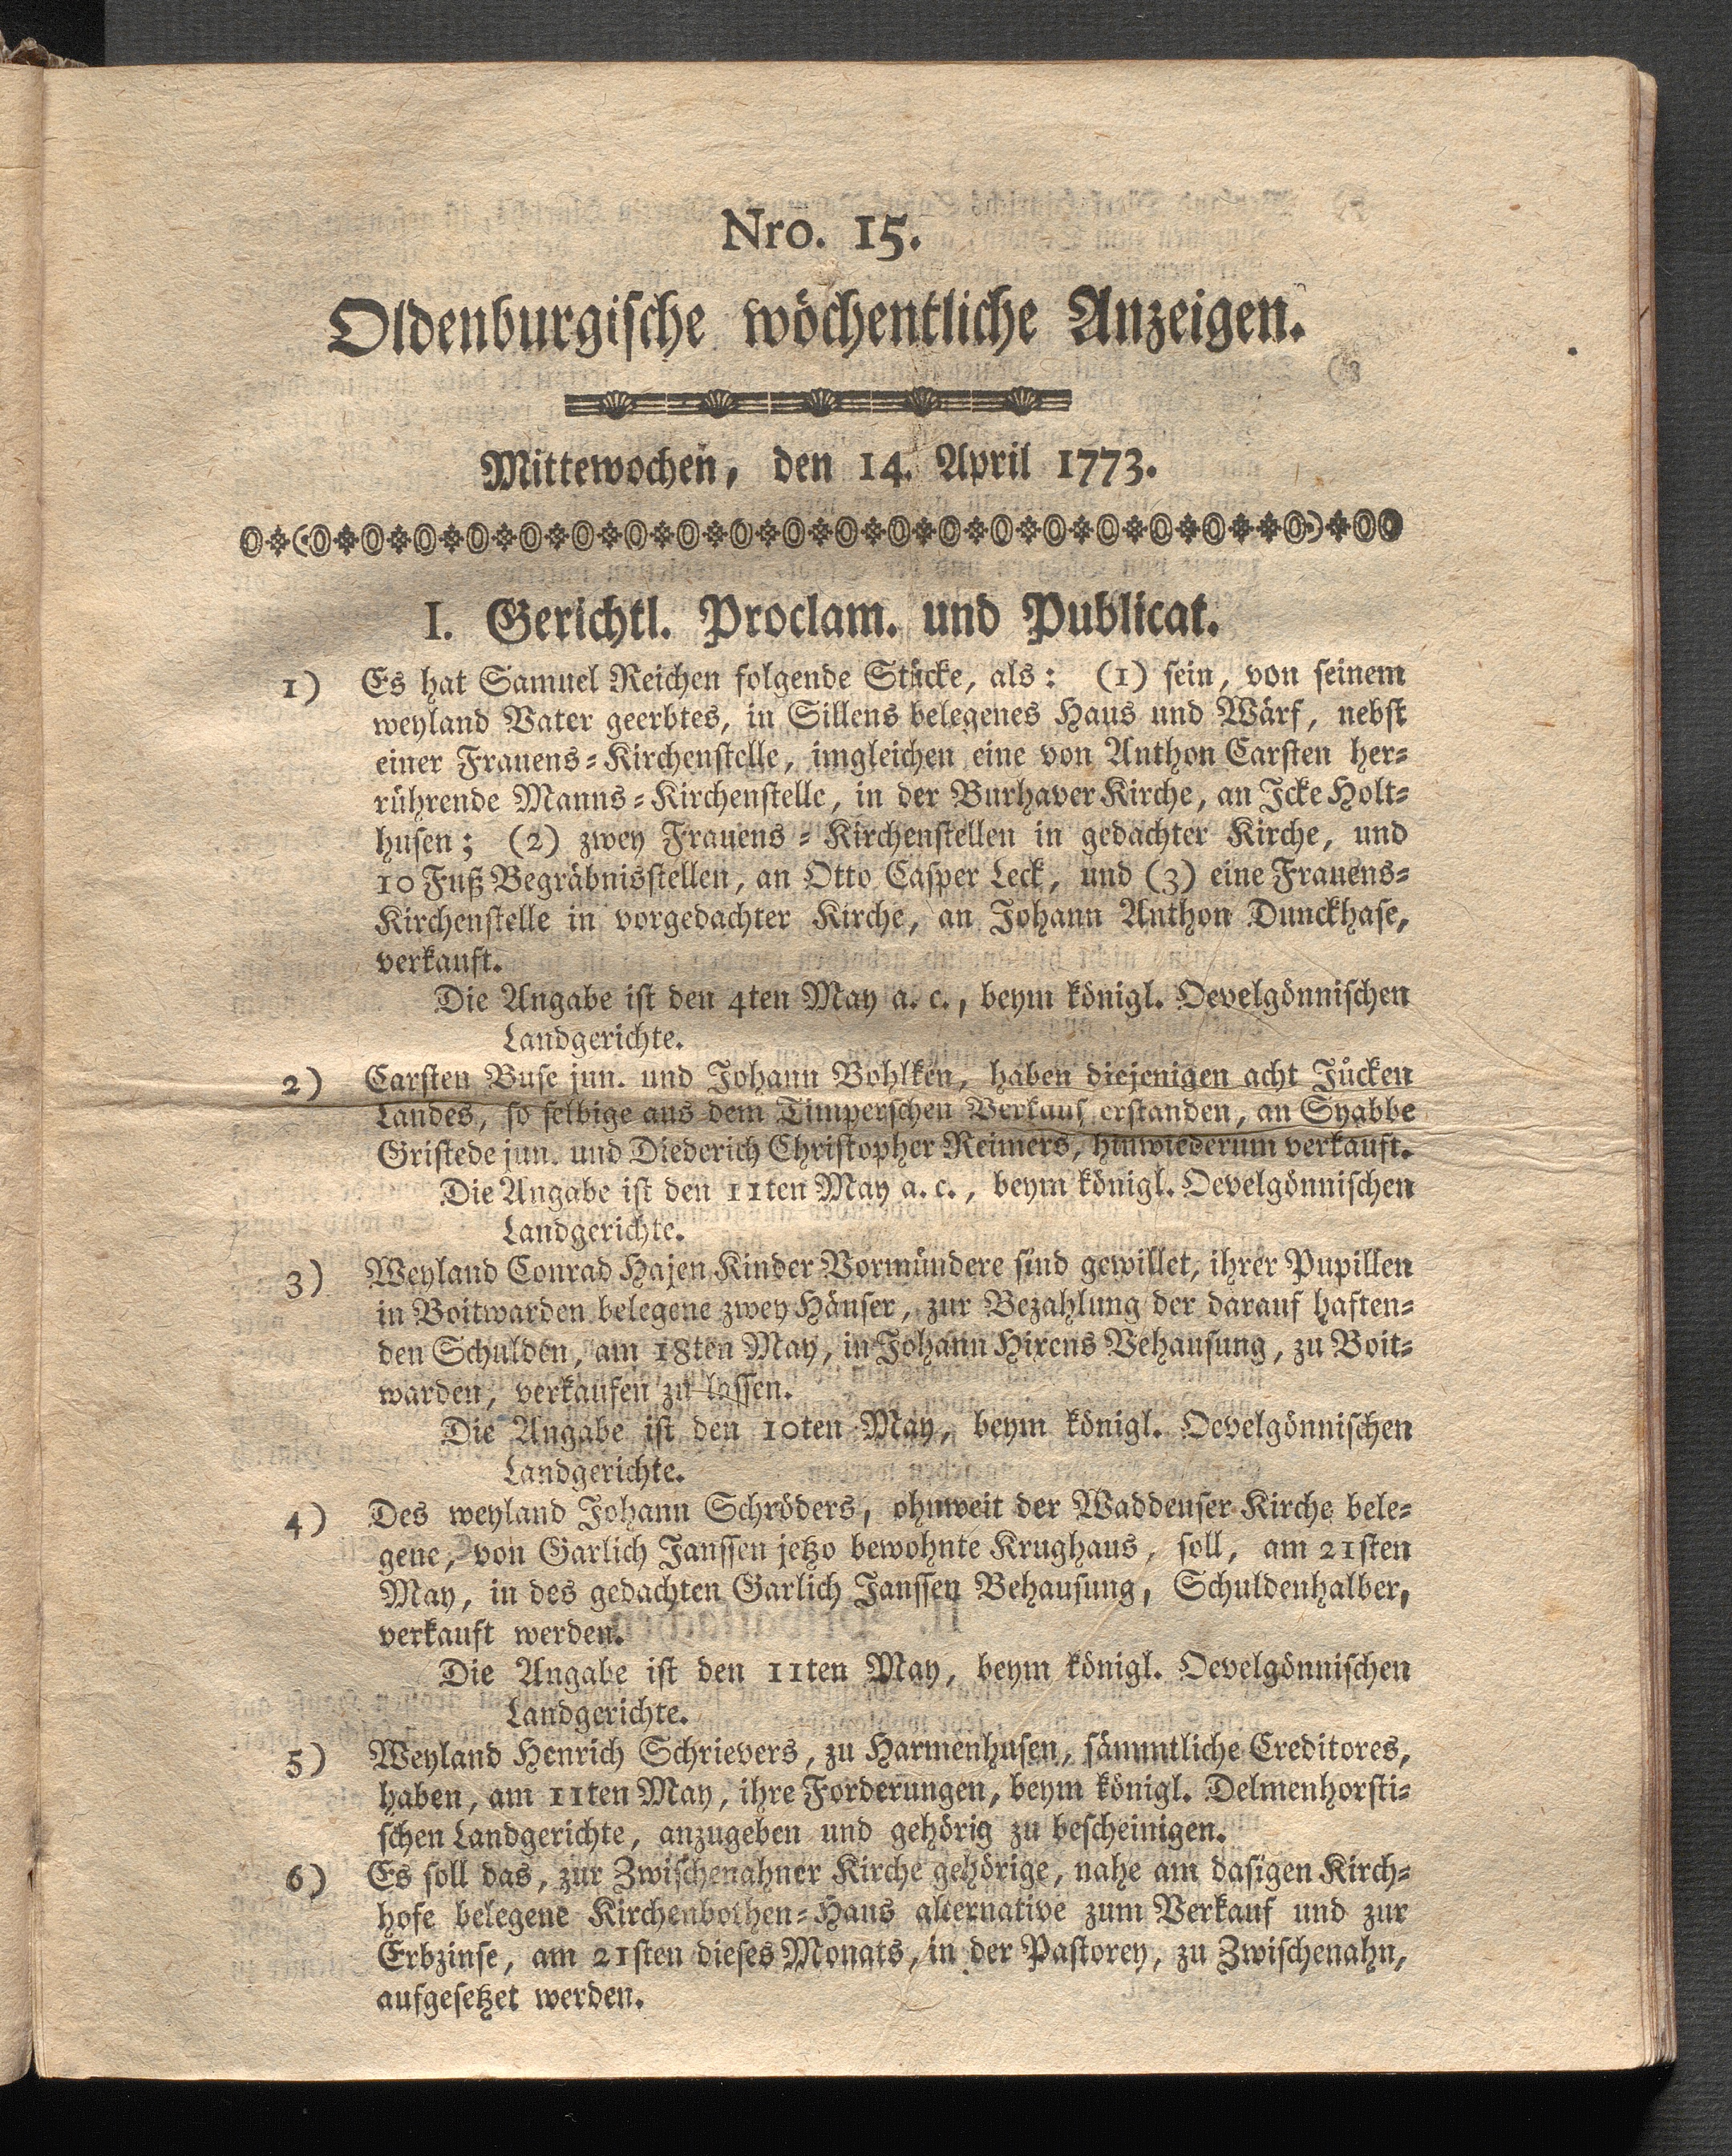 Nro. 15.
Oldenburgische wöchentliche Anzeigen.
Mittewochen, den 14. April 1773.
I. Gerichtl. Proclam. und Publicat.
1) Es hat Samuel Reichen folgende Stücke, als: (1) sein, von seinem
weyland Vater geerbtes, in Sillens belegenes Haus und Wärf, nebst
einer Frauens-Kirchenstelle, imgleichen eine von Anthon Carsten her-
rührende Manns-Kirchenstelle, in der Burhaver Kirche, an Icke Holt-
husen; (2) zwey Frauens-Kirchenstellen in gedachter Kirche, und
10 Fuß Begräbnisstellen, an Otto Casper Leck, und (3) eine Frauens-
Kirchenstelle in vorgedachter Kirche, an Johann Anthon Dunckhase,
verkauft.
Die Angabe ist den 4ten May a. c., beym königl. Oevelgönnischen
Landgerichte.
2) Carsten Buse jun. und Johann Bohlken, haben diejenigen acht Jücken
Landes, so selbige aus dem Timperschen Verkauf erstanden, an Syabbe
Gristede jun. und Diederich Christopher Reimers, hinwiederum verkauft.
Die Angabe ist den 11ten May a. c., beym königl. Oevelgönnischen
Landgerichte.
3) Weyland Conrad Hajen Kinder Vormündere sind gewillet, ihrer Pupillen
in Boitwarden belegene zwey Häuser, zur Bezahlung der darauf haften-
den Schulden, am 18ten May, in Johann Hixens Behausung, zu Boit-
warden, verkaufen zu lassen.
Die Angabe ist den 10ten May, beym königl. Oevelgönnischen
Landgerichte.
4) Des weyland Johann Schröders, ohnweit der Waddenser Kirche bele-
gene, von Garlich Janssen jetzo bewohnte Krughaus, soll, am 21sten
May, in des gedachten Garlich Janssen Behausung, Schuldenhalber,
verkauft werden.
Die Angabe ist den 11ten May, beym königl. Oevelgönnischen
Landgerichte.
5) Weyland Henrich Schrievers, zu Harmenhusen, sämmtliche Creditores,
haben, am 11ten May, ihre Forderungen, beym königl. Delmenhorsti-
schen Landgerichte, anzugeben und gehörig zu bescheinigen.
6) Es soll das, zur Zwischenahner Kirche gehörige, nahe am dasigen Kirch-
hofe belegene Kirchenbothen-Haus alternative zum Verkauf und zur
Erbzinse, am 21sten dieses Monats, in der Pastorey, zu Zwischenahn,
aufgesetzet werden.